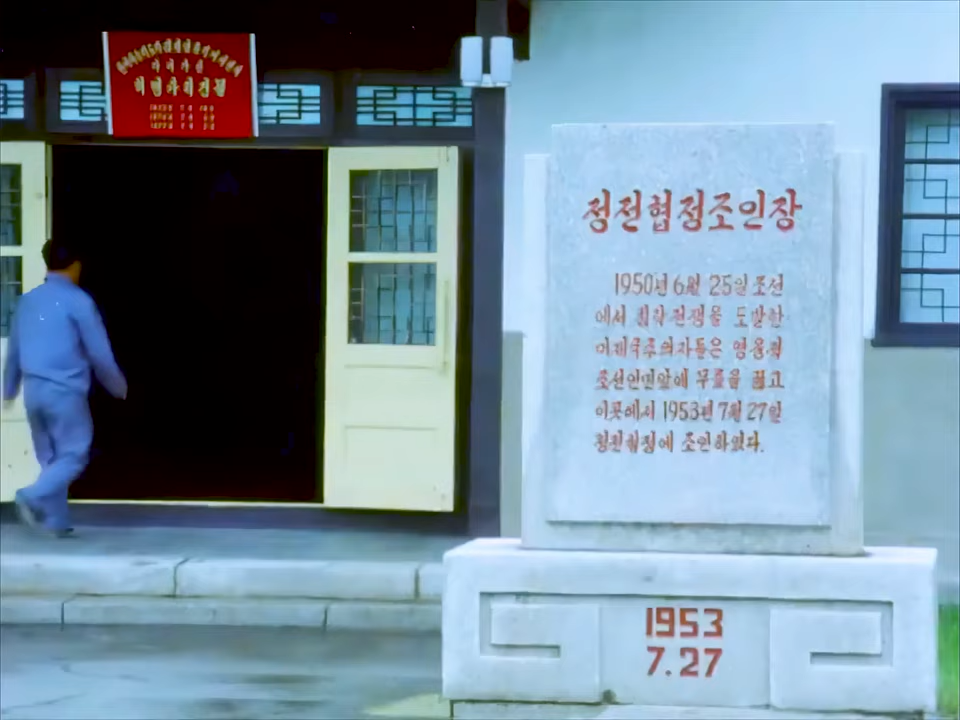 정전협정조인장
1950년 6월 25일 조선
에서 침략전쟁을 도발한
미제국주의자들은 영웅적
조선인민앞에 무릎을 꿇고
이곳에서 1953년 7월 27일
정전협정에 조인하였다.
1953
7.27